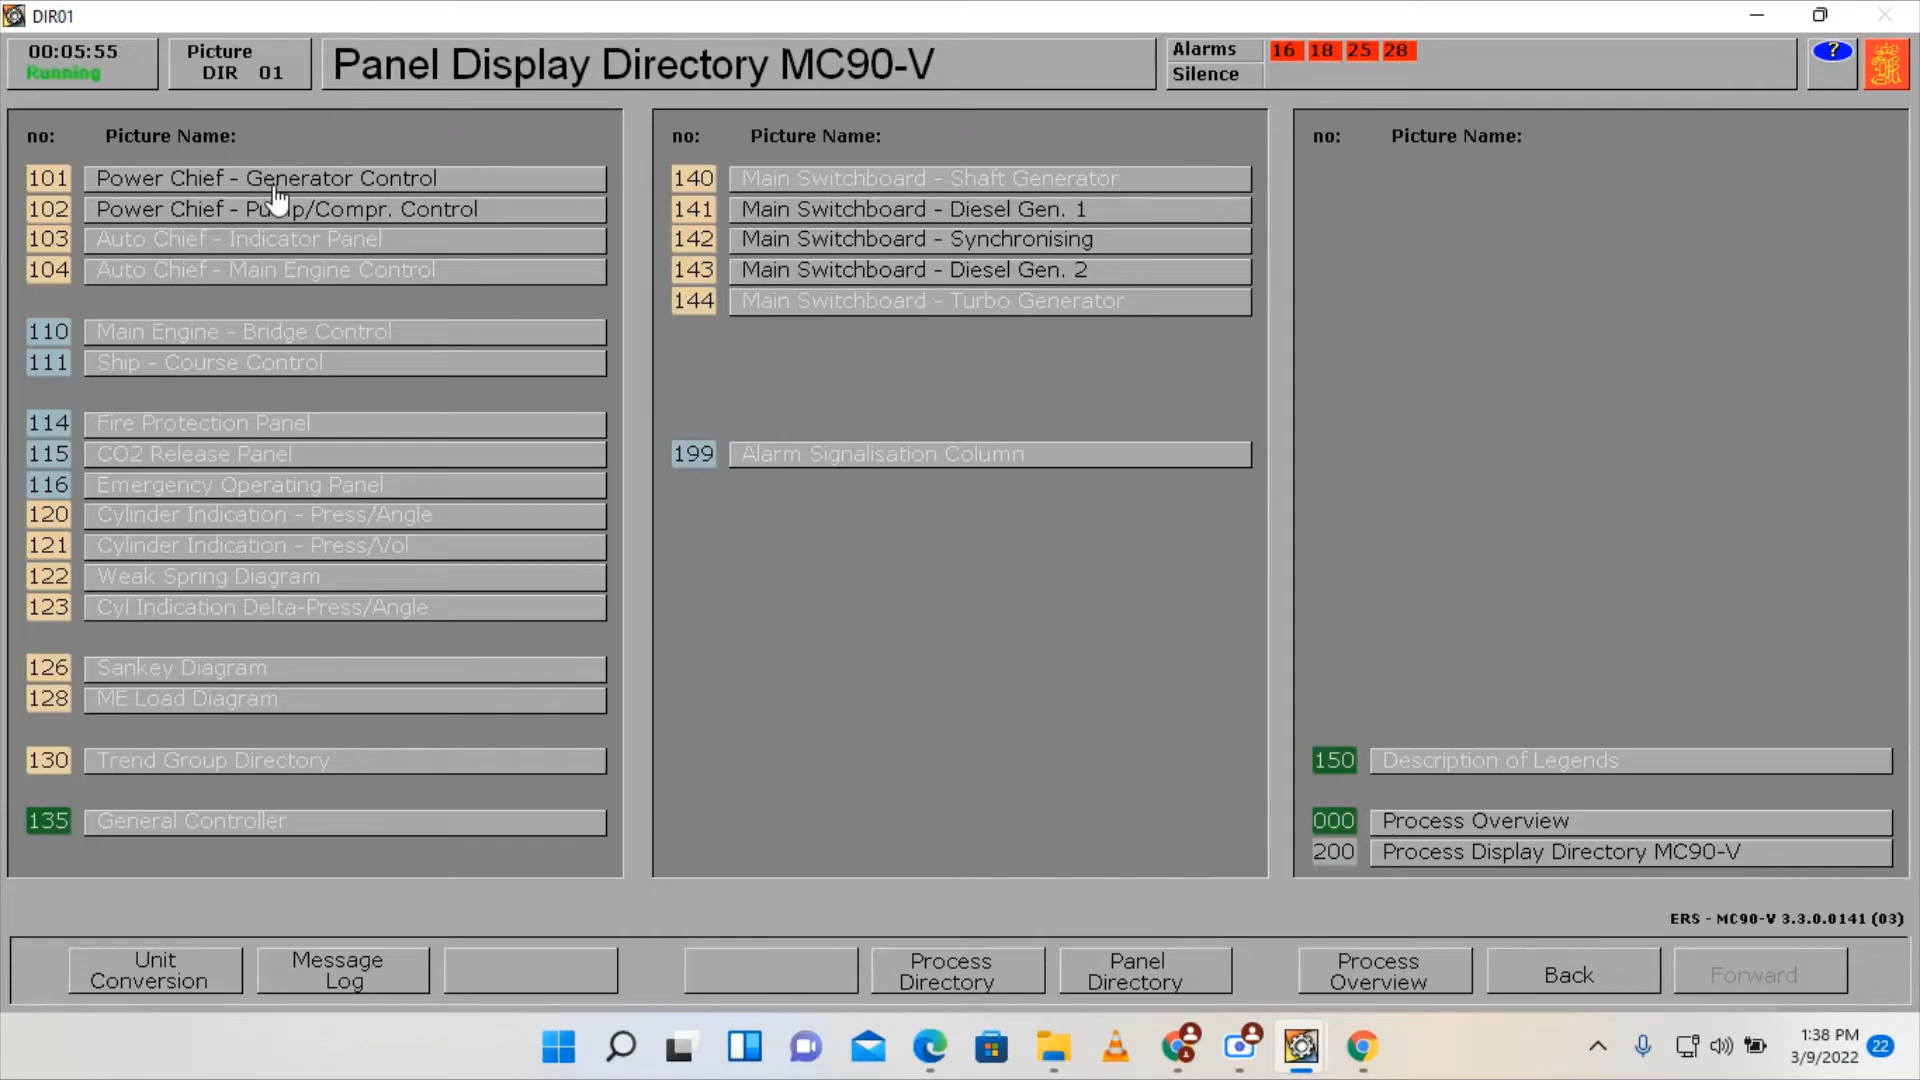 DIR01
00:05:55
Running
Picture
DIR 01
Panel Display Directory MC90-V
Alarms
Silence
16 18 25 28
?
no: Picture Name:
101 Power Chief - Generator Control
102 Power Chief - Pump/Compr. Control
103 Auto Chief - Indicator Panel
104 Auto Chief - Main Engine Control
110 Main Engine - Bridge Control
111 Ship - Course Control
114 Fire Protection Panel
115 CO2 Release Panel
116 Emergency Operating Panel
120 Cylinder Indication - Press/Angle
121 Cylinder Indication - Press/Vol
122 Weak Spring Diagram
123 Cyl Indication Delta-Press/Angle
126 Sankey Diagram
128 ME Load Diagram
130 Trend Group Directory
135 General Controller
no: Picture Name:
140 Main Switchboard - Shaft Generator
141 Main Switchboard - Diesel Gen. 1
142 Main Switchboard - Synchronising
143 Main Switchboard - Diesel Gen. 2
144 Main Switchboard - Turbo Generator
199 Alarm Signalisation Column
no: Picture Name:
150 Description of Legends
000 Process Overview
200 Process Display Directory MC90-V
ERS - MC90-V 3.3.0.0141 (03)
Unit
Conversion
Message
Log
Process
Directory
Panel
Directory
Process
Overview
Back
Forward
1:38 PM
3/9/2022
22